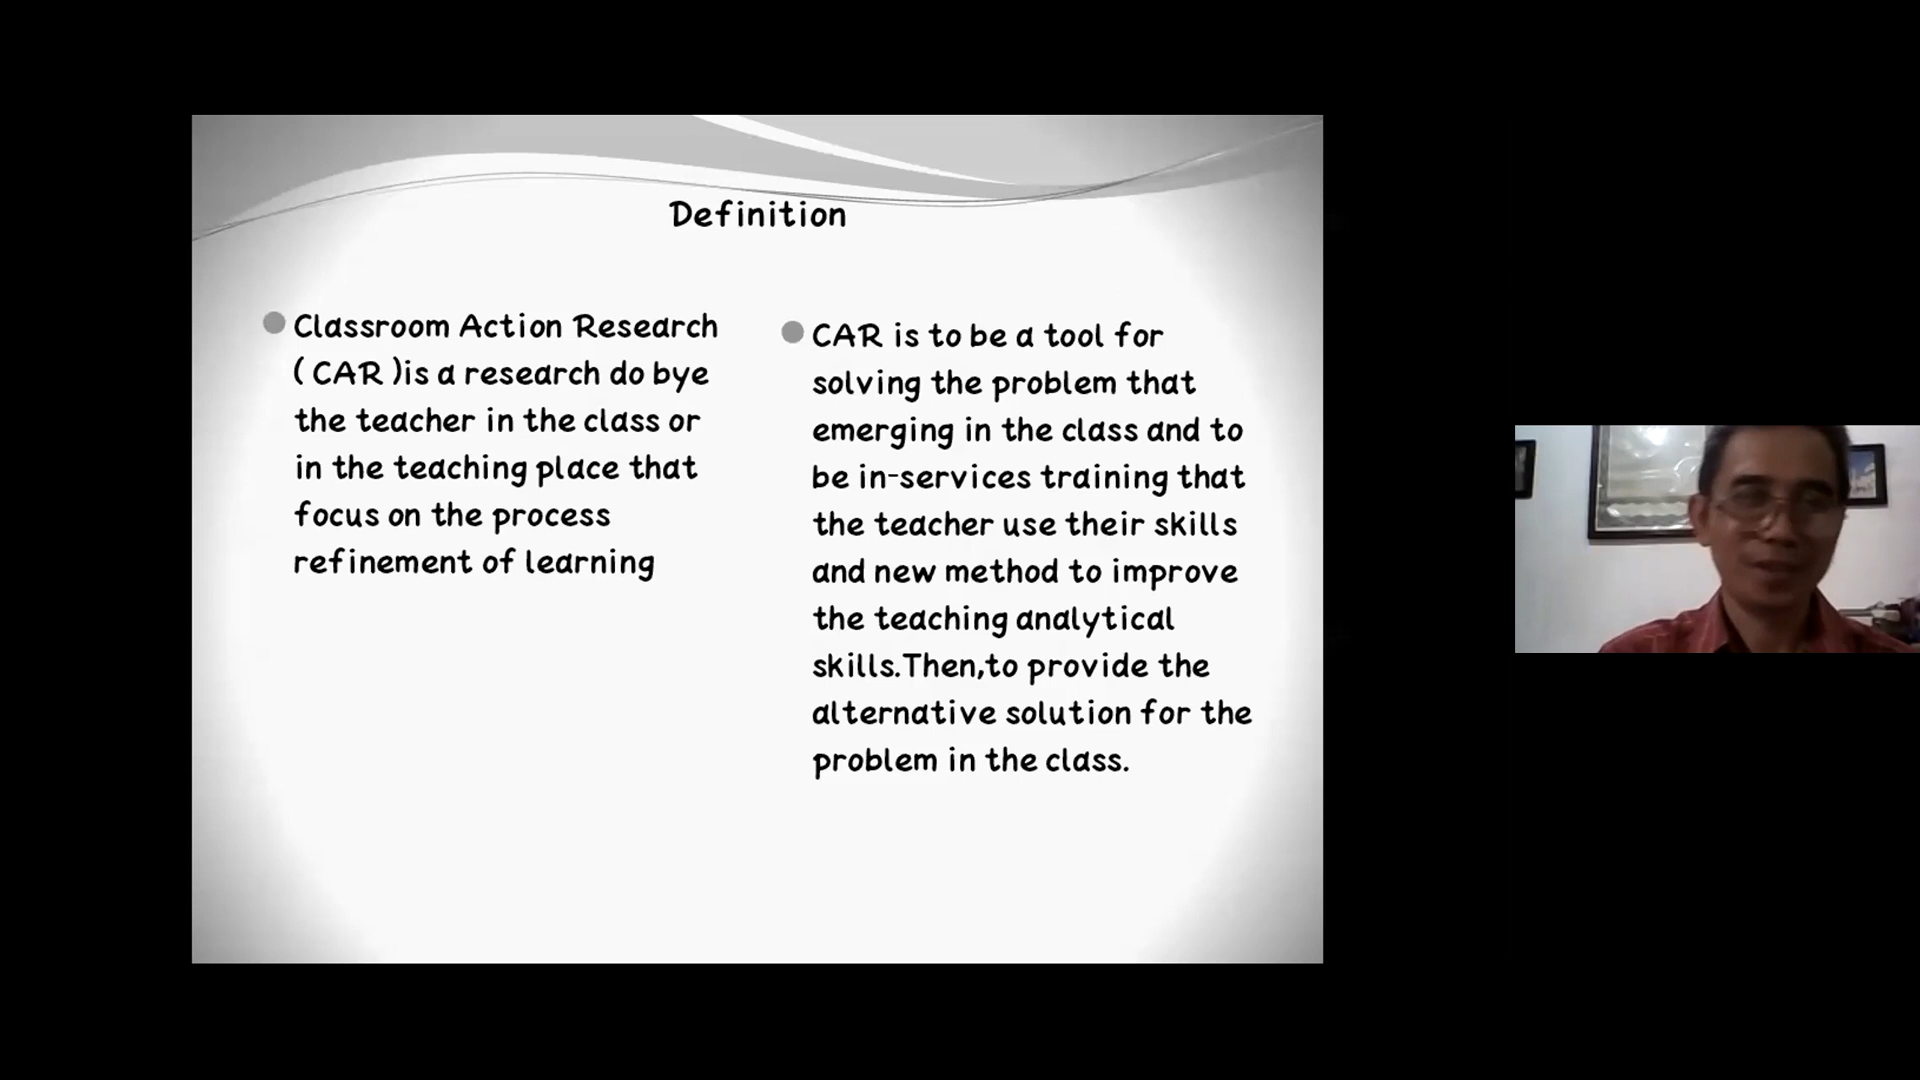 Definition
Classroom Action Research
( CAR )is a research do bye
the teacher in the class or
in the teaching place that
focus on the process
refinement of learning
CAR is to be a tool for
solving the problem that
emerging in the class and to
be in-services training that
the teacher use their skills
and new method to improve
the teaching analytical
skills.Then,to provide the
alternative solution for the
problem in the class.